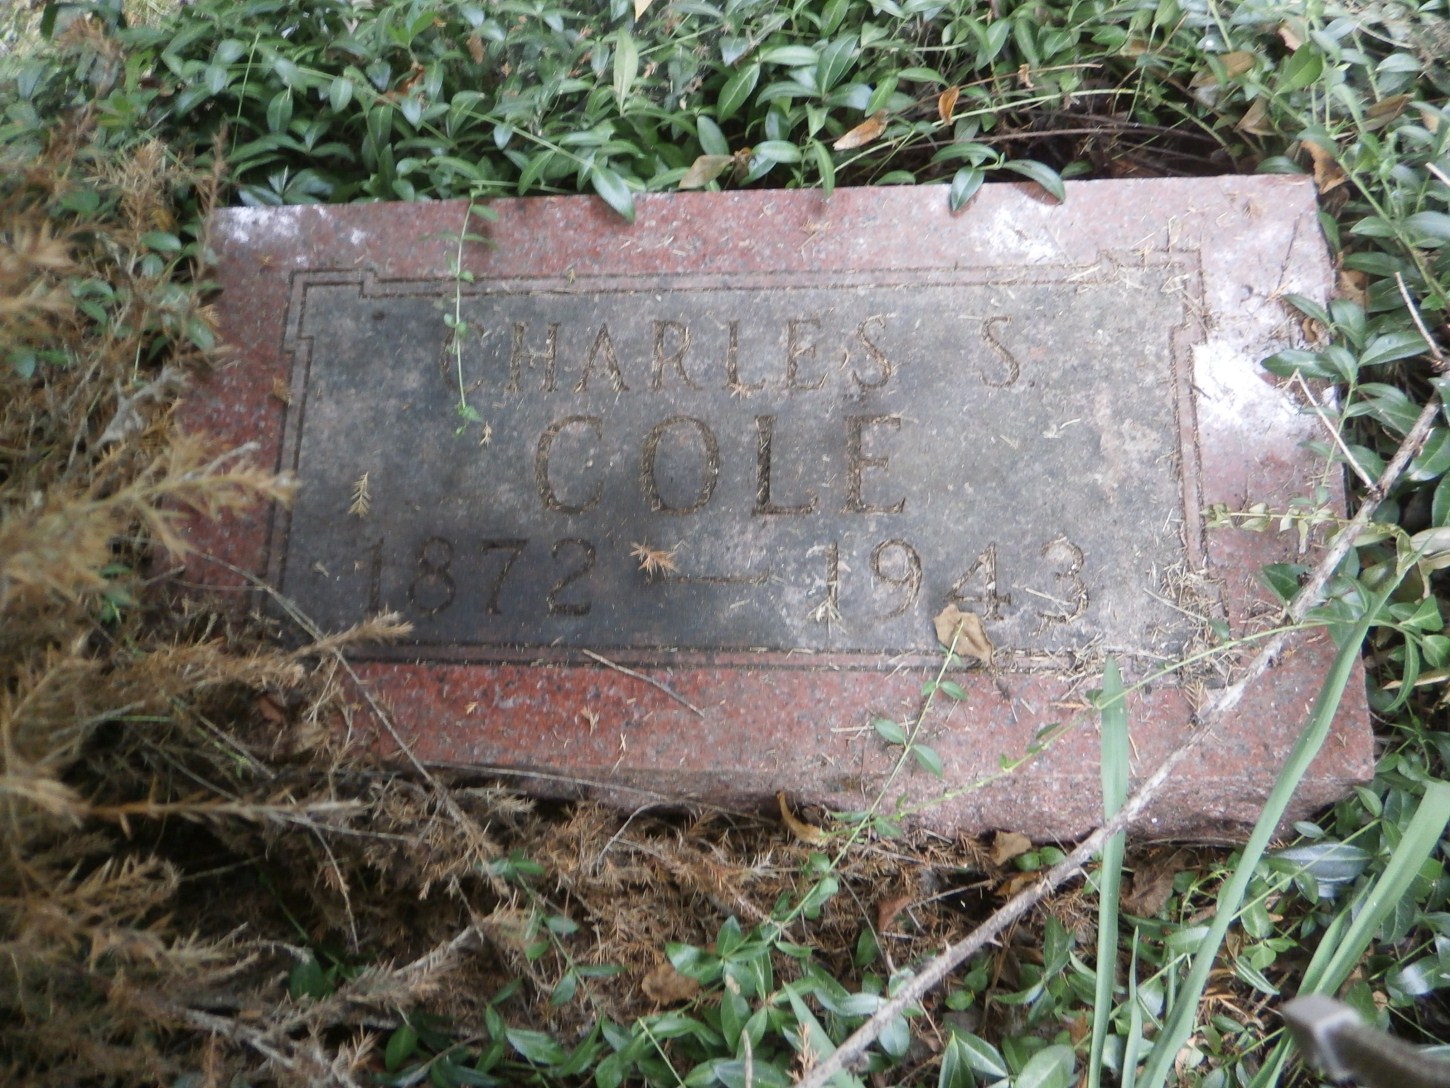 CHARLES S.
COLE
1872 — 1943